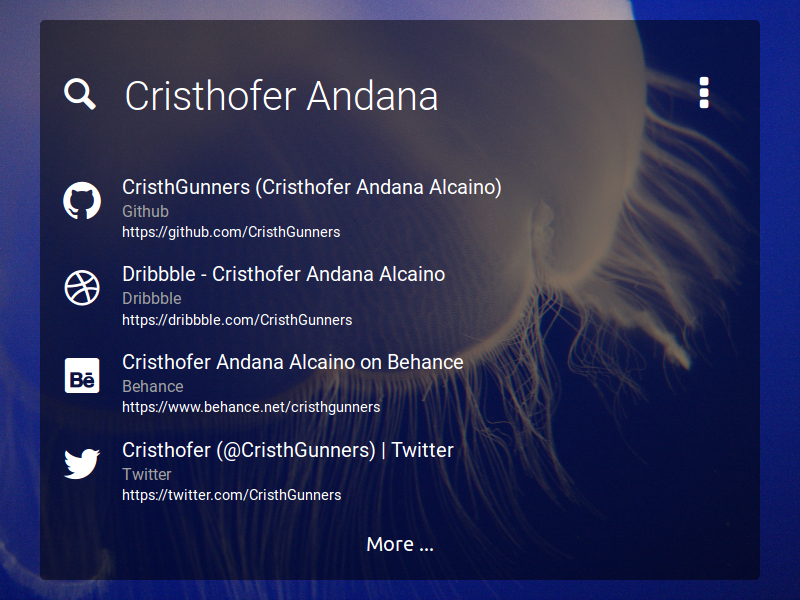 Cristhofer Andana
CristhGunners (Cristhofer Andana Alcaino)
Github
https://github.com/CristhGunners
Dribbble - Cristhofer Andana Alcaino
Dribbble
https://dribbble.com/CristhGunners
Bē
Cristhofer Andana Alcaino on Behance
Behance
https://www.behance.net/cristhgunners
Cristhofer (@CristhGunners) | Twitter
Twitter
https://twitter.com/CristhGunners
More ...